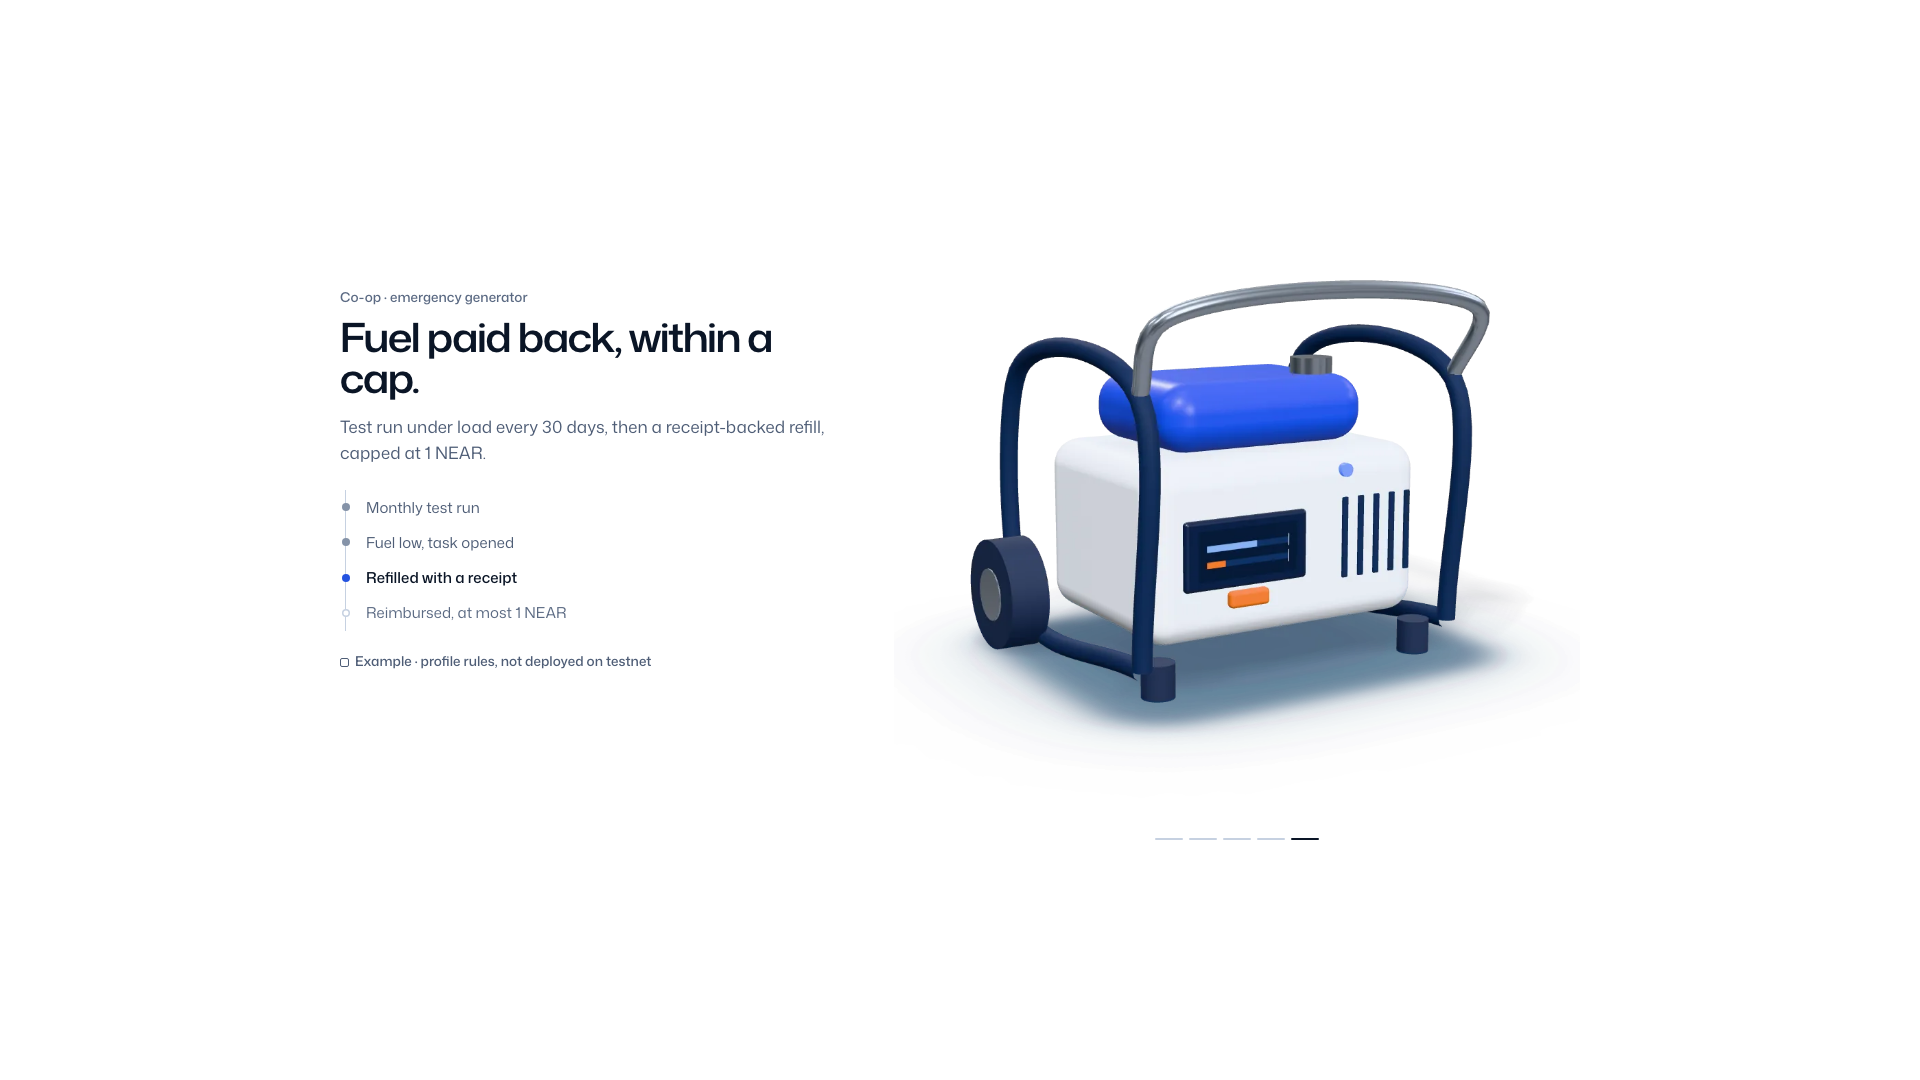 Co-op · emergency generator
Fuel paid back, within a
cap.
Test run under load every 30 days, then a receipt-backed refill,
capped at 1 NEAR.
Monthly test run
Fuel low, task opened
Refilled with a receipt
Reimbursed, at most 1 NEAR
Example · profile rules, not deployed on testnet